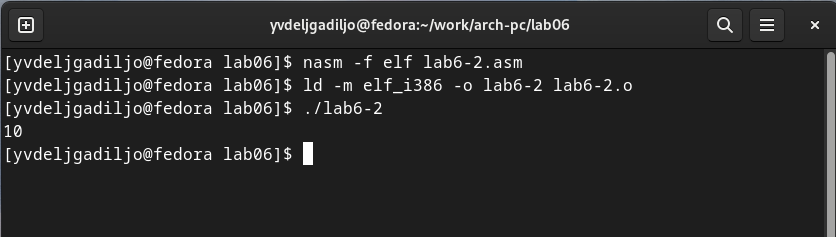 yvdeljgadiljo@fedora:~/work/arch-pc/lab06
[yvdeljgadiljo@fedora lab06]$ nasm -f elf lab6-2.asm
[yvdeljgadiljo@fedora lab06]$ ld -m elf_i386 -o lab6-2 lab6-2.o
[yvdeljgadiljo@fedora lab06]$ ./lab6-2
10
[yvdeljgadiljo@fedora lab06]$